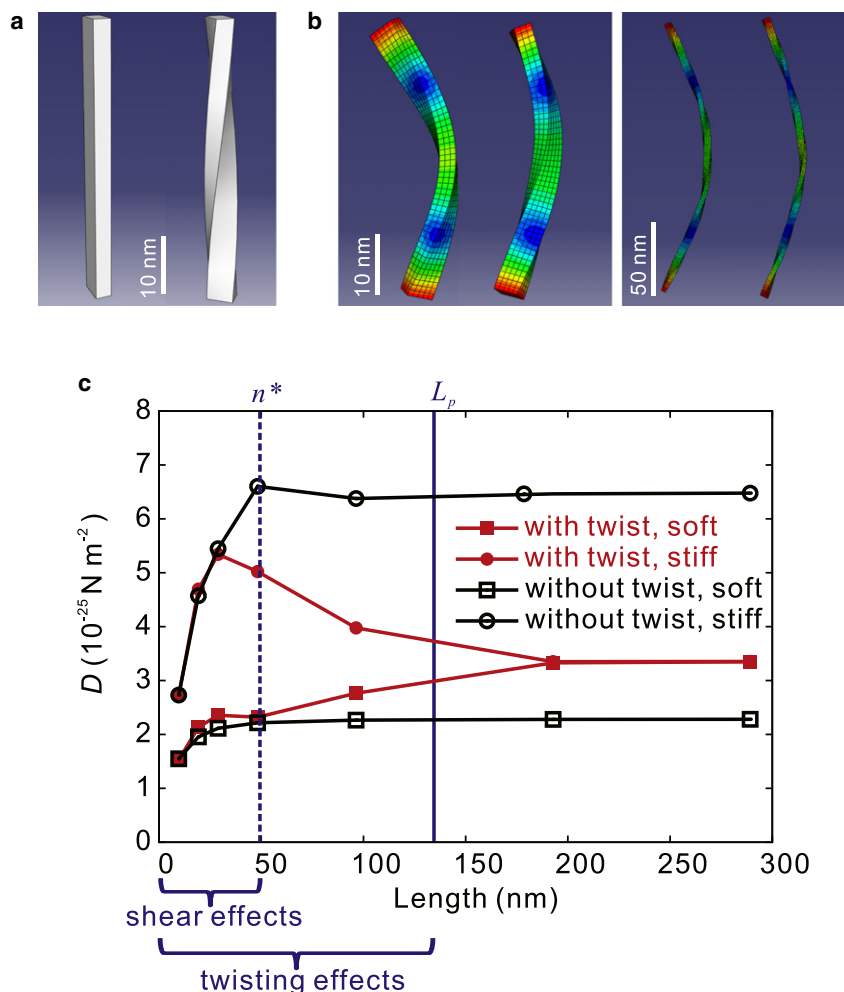 a
b
10 nm
10 nm
50 nm
c
n*
L_p
8
7
6
5
4
3
2
1
0
D (10⁻²⁵ N m⁻²)
with twist, soft
with twist, stiff
without twist, soft
without twist, stiff
0 50 100 150 200 250 300
Length (nm)
shear effects
twisting effects